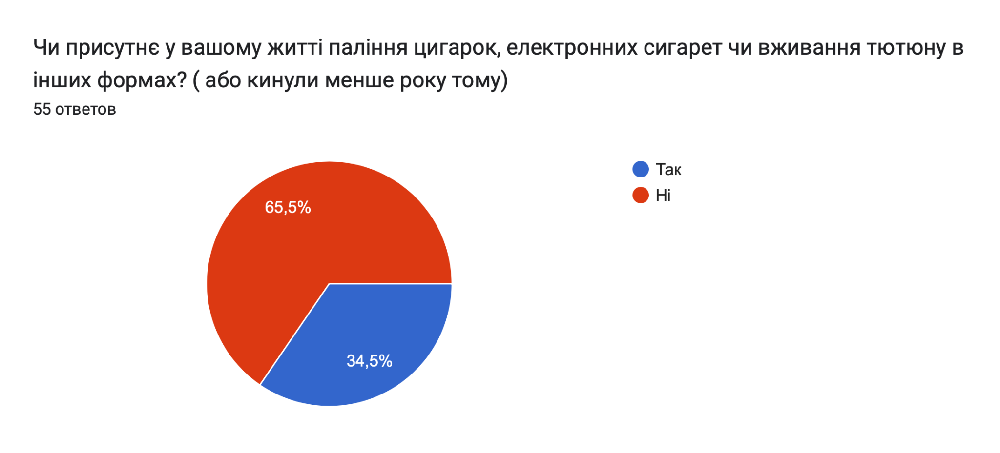 Чи присутнє у вашому житті паління цигарок, електронних сигарет чи вживання тютюну в
інших формах? ( або кинули менше року тому)
55 ответов
Так
Ні
65,5%
34,5%